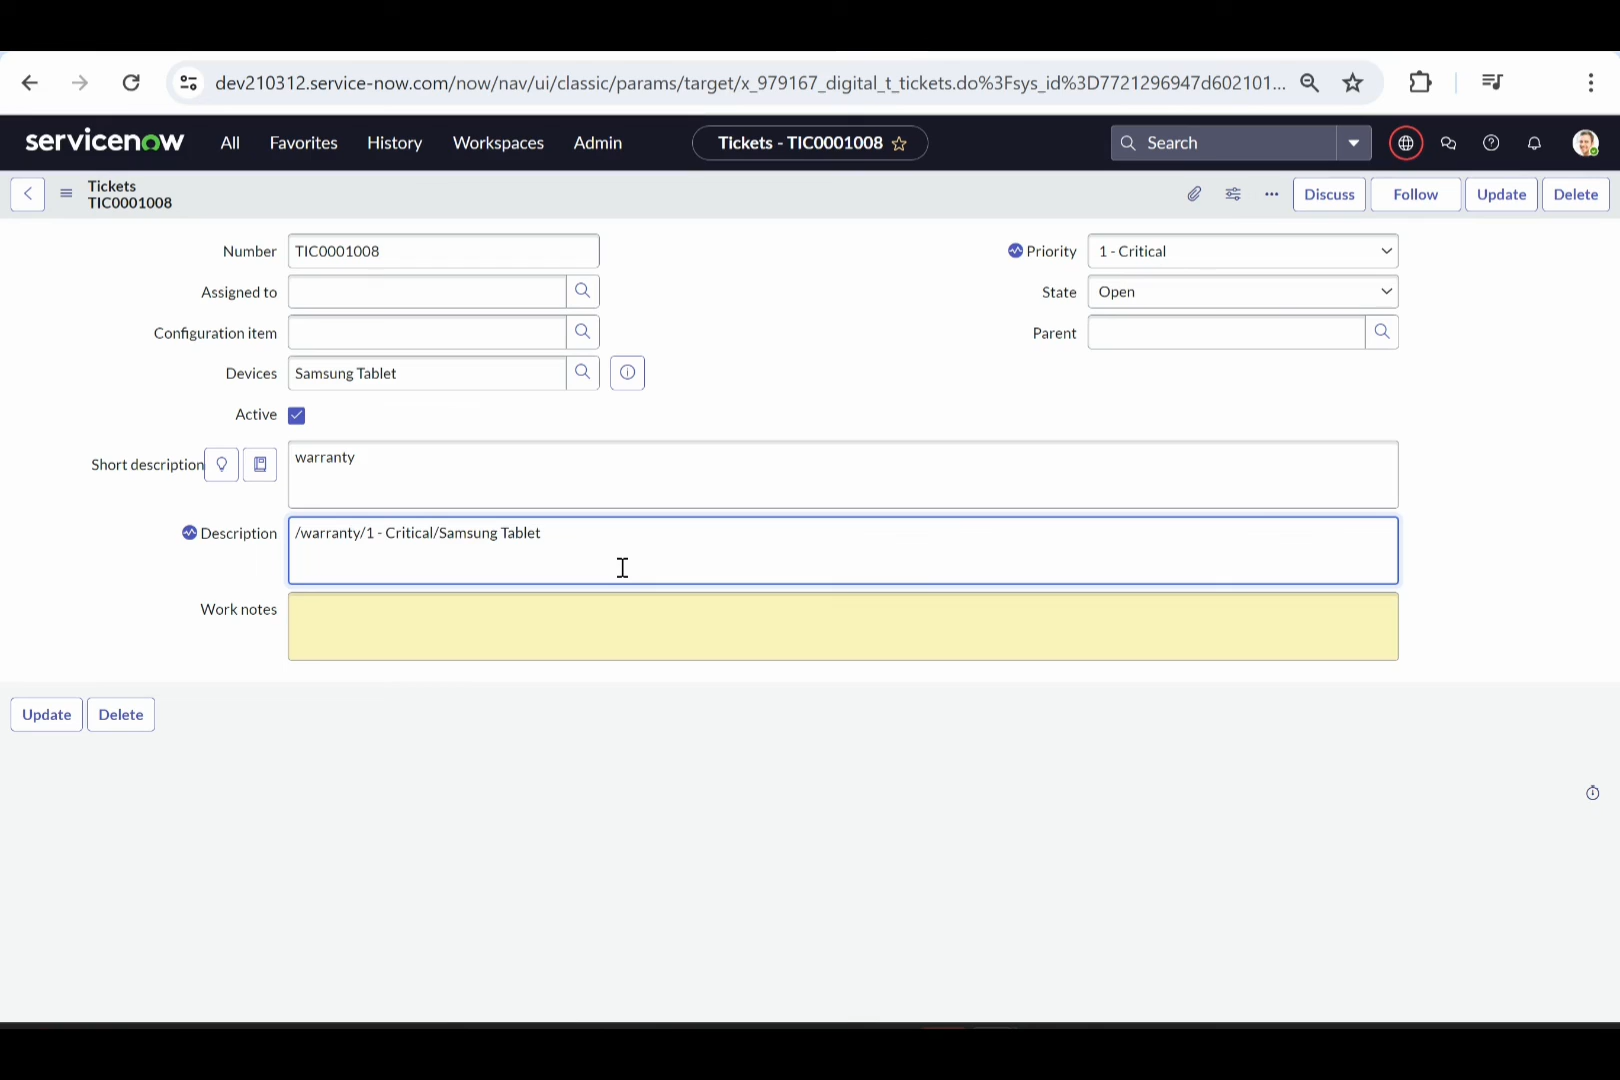 dev210312.service-now.com/now/nav/ui/classic/params/target/x_979167_digital_t_tickets.do%3Fsys_id%3D7721296947d602101...
servicenow All Favorites History Workspaces Admin Tickets - TIC0001008 Search
Tickets
TIC0001008
Discuss Follow Update Delete
Number TIC0001008 Priority 1 - Critical
Assigned to State Open
Configuration item Parent
Devices Samsung Tablet
Active
Short description warranty
Description /warranty/1 - Critical/Samsung Tablet
Work notes
Update Delete